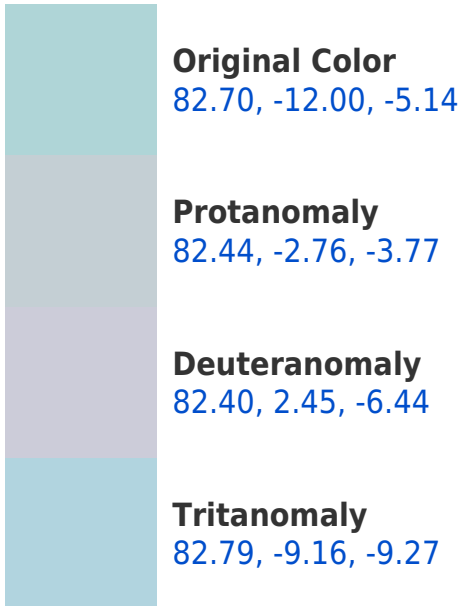 Original Color
82.70, -12.00, -5.14
Protanomaly
82.44, -2.76, -3.77
Deuteranomaly
82.40, 2.45, -6.44
Tritanomaly
82.79, -9.16, -9.27